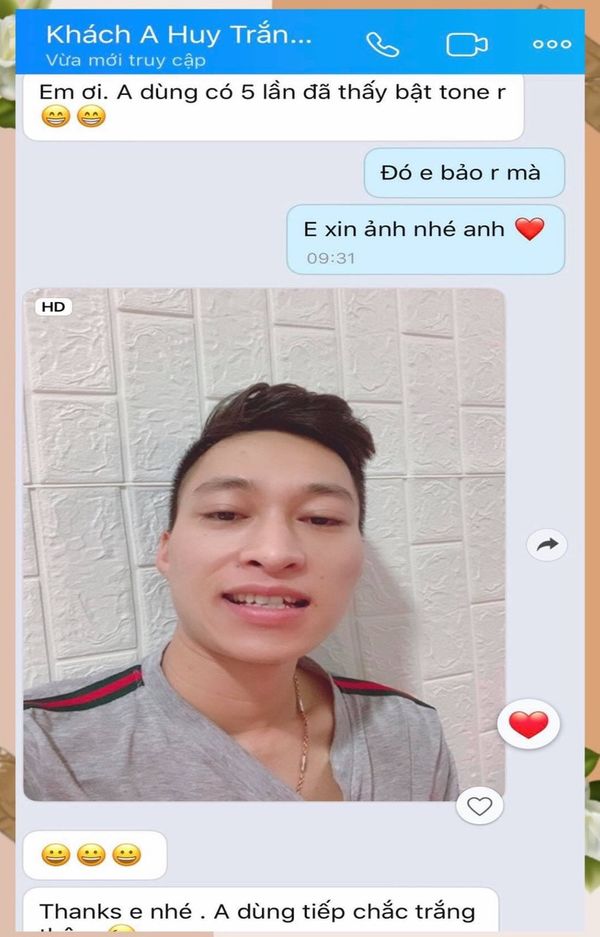 Khách A Huy Trắn...
Vừa mới truy cập
Em ơi. A dùng có 5 lần đã thấy bật tone r
😁😁
Đó e bảo r mà
E xin ảnh nhé anh ❤️
09:31
HD
😀😀😀
Thanks e nhé . A dùng tiếp chắc trắng